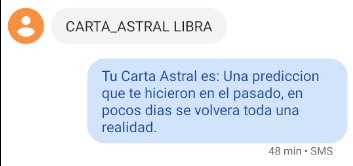 CARTA_ASTRAL LIBRA
Tu Carta Astral es: Una prediccion
que te hicieron en el pasado, en
pocos dias se volvera toda una
realidad.
48 min • SMS